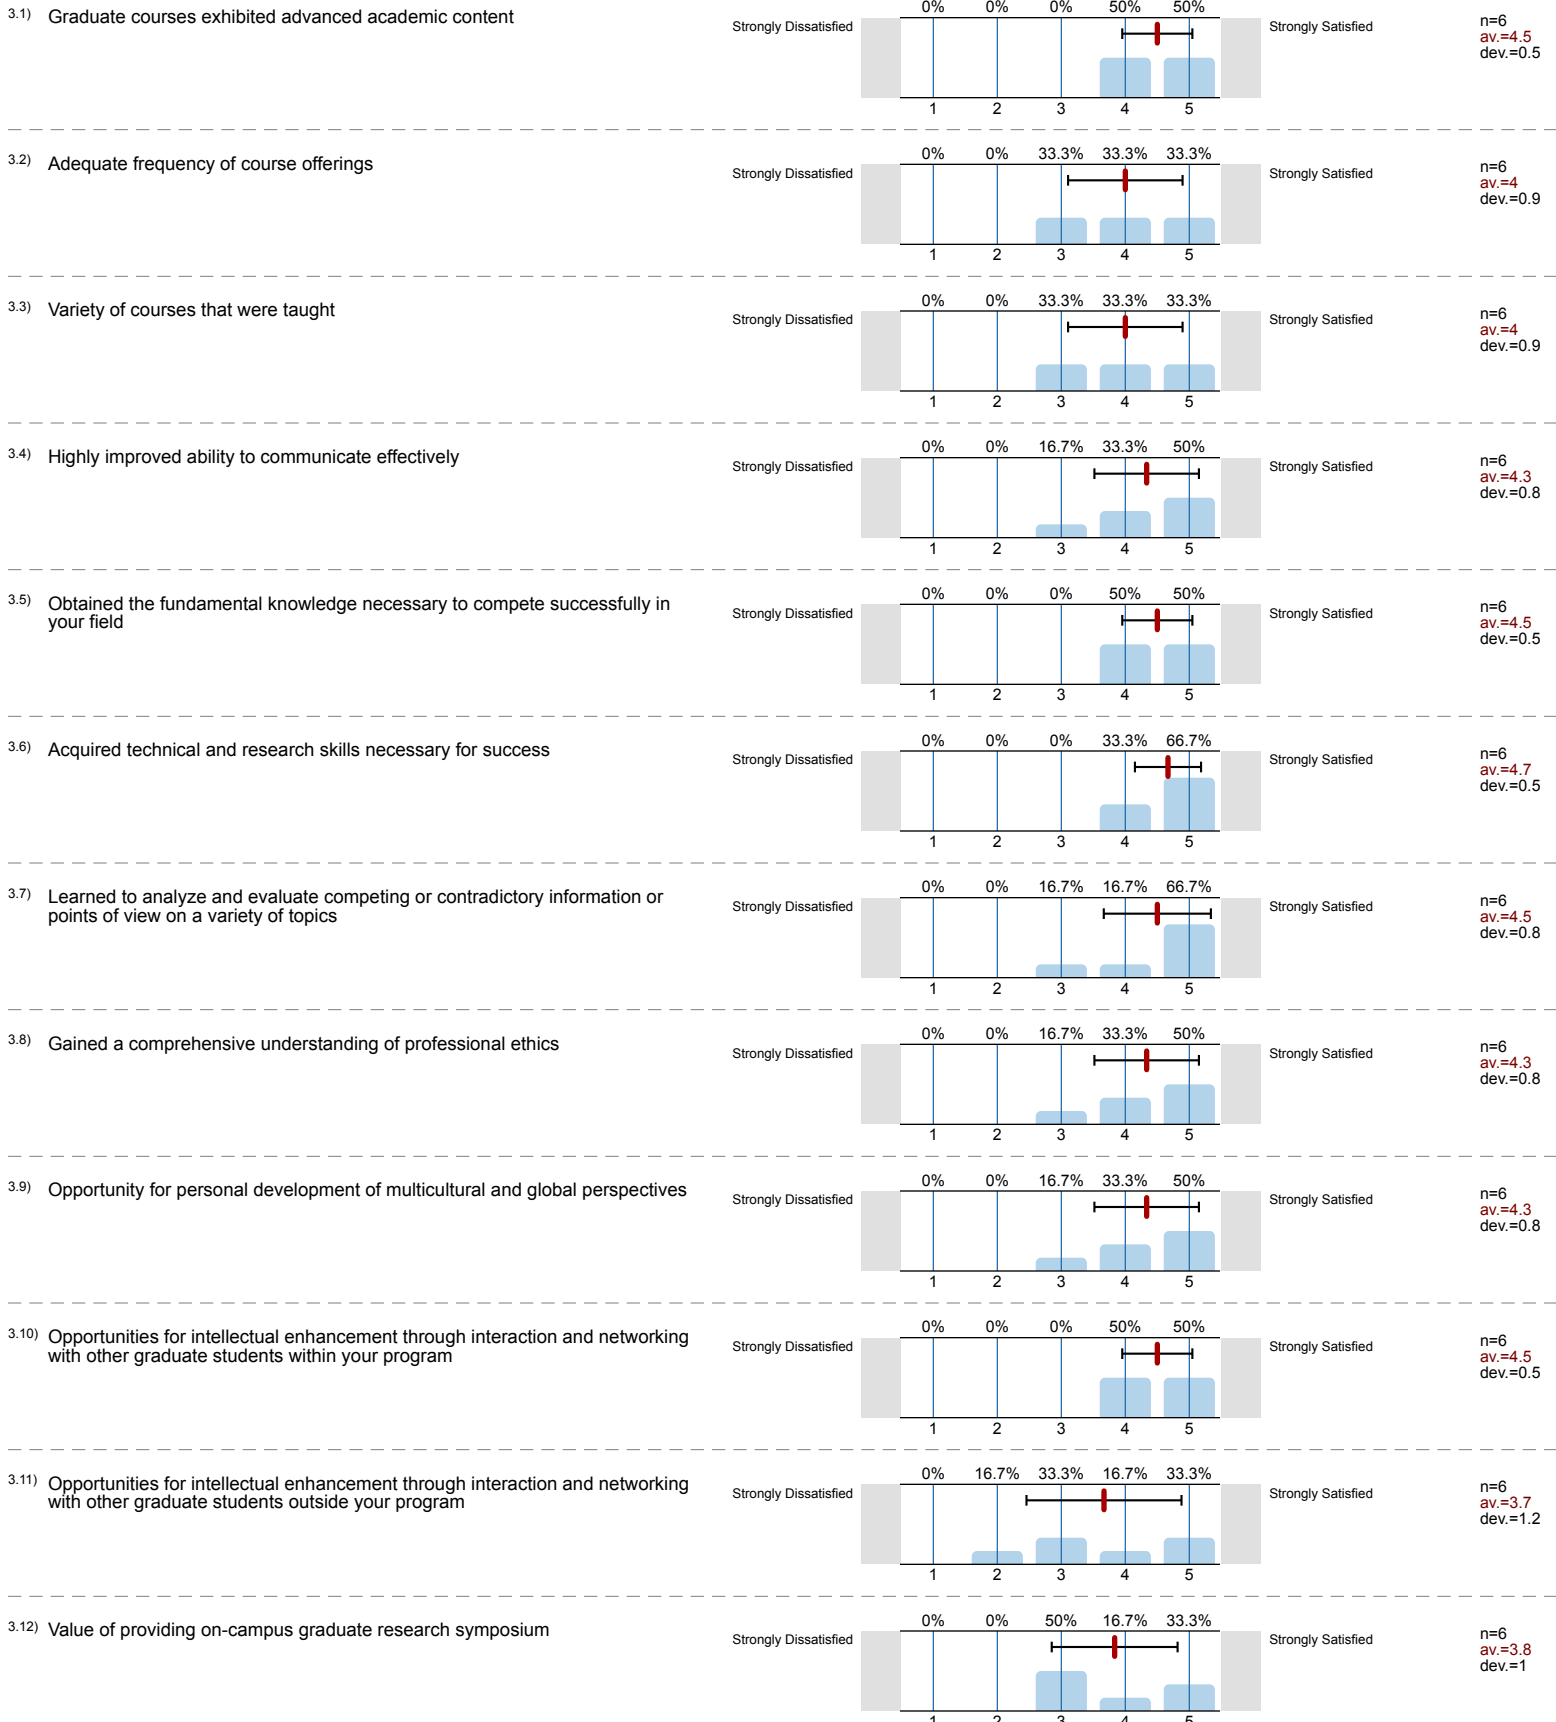 3.1) Graduate courses exhibited advanced academic content
0% 0% 0% 50% 50%
Strongly Dissatisfied Strongly Satisfied
n=6
av.=4.5
dev.=0.5
1 2 3 4 5
3.2) Adequate frequency of course offerings
0% 0% 33.3% 33.3% 33.3%
Strongly Dissatisfied Strongly Satisfied
n=6
av.=4
dev.=0.9
1 2 3 4 5
3.3) Variety of courses that were taught
0% 0% 33.3% 33.3% 33.3%
Strongly Dissatisfied Strongly Satisfied
n=6
av.=4
dev.=0.9
1 2 3 4 5
3.4) Highly improved ability to communicate effectively
0% 0% 16.7% 33.3% 50%
Strongly Dissatisfied Strongly Satisfied
n=6
av.=4.3
dev.=0.8
1 2 3 4 5
3.5) Obtained the fundamental knowledge necessary to compete successfully in
your field
0% 0% 0% 50% 50%
Strongly Dissatisfied Strongly Satisfied
n=6
av.=4.5
dev.=0.5
1 2 3 4 5
3.6) Acquired technical and research skills necessary for success
0% 0% 0% 33.3% 66.7%
Strongly Dissatisfied Strongly Satisfied
n=6
av.=4.7
dev.=0.5
1 2 3 4 5
3.7) Learned to analyze and evaluate competing or contradictory information or
points of view on a variety of topics
0% 0% 16.7% 16.7% 66.7%
Strongly Dissatisfied Strongly Satisfied
n=6
av.=4.5
dev.=0.8
1 2 3 4 5
3.8) Gained a comprehensive understanding of professional ethics
0% 0% 16.7% 33.3% 50%
Strongly Dissatisfied Strongly Satisfied
n=6
av.=4.3
dev.=0.8
1 2 3 4 5
3.9) Opportunity for personal development of multicultural and global perspectives
0% 0% 16.7% 33.3% 50%
Strongly Dissatisfied Strongly Satisfied
n=6
av.=4.3
dev.=0.8
1 2 3 4 5
3.10) Opportunities for intellectual enhancement through interaction and networking
with other graduate students within your program
0% 0% 0% 50% 50%
Strongly Dissatisfied Strongly Satisfied
n=6
av.=4.5
dev.=0.5
1 2 3 4 5
3.11) Opportunities for intellectual enhancement through interaction and networking
with other graduate students outside your program
0% 16.7% 33.3% 16.7% 33.3%
Strongly Dissatisfied Strongly Satisfied
n=6
av.=3.7
dev.=1.2
1 2 3 4 5
3.12) Value of providing on-campus graduate research symposium
0% 0% 50% 16.7% 33.3%
Strongly Dissatisfied Strongly Satisfied
n=6
av.=3.8
dev.=1
1 2 3 4 5